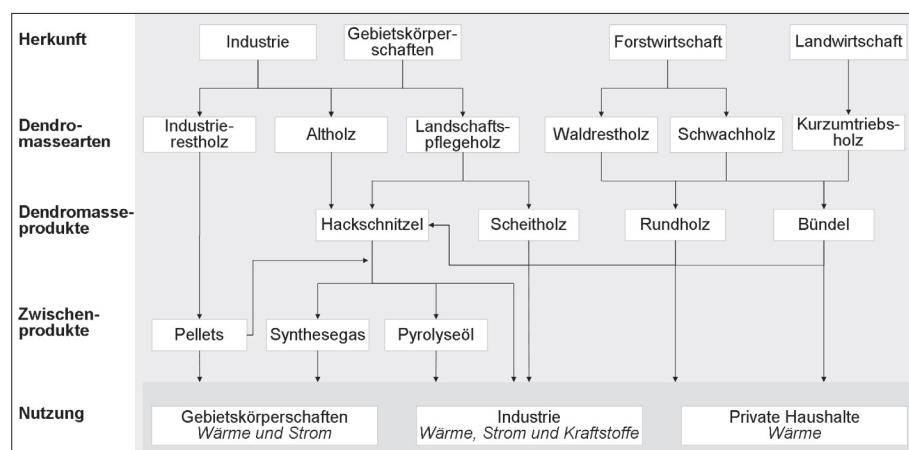 Herkunft
Industrie
Gebietskörper-
schaften
Forstwirtschaft
Landwirtschaft
Dendro-
massearten
Industrie-
restholz
Altholz
Landschafts-
pflegeholz
Waldrestholz
Schwachholz
Kurzumtriebs-
holz
Dendromasse-
produkte
Hackschnitzel
Scheitholz
Rundholz
Bündel
Zwischen-
produkte
Pellets
Synthesegas
Pyrolyseöl
Nutzung
Gebietskörperschaften
Wärme und Strom
Industrie
Wärme, Strom und Kraftstoffe
Private Haushalte
Wärme